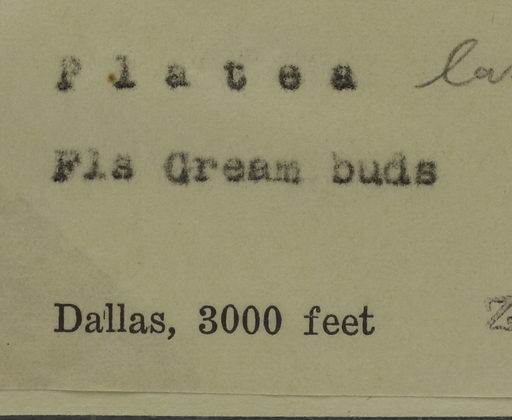 Platea
Fls Cream buds
Dallas, 3000 feet